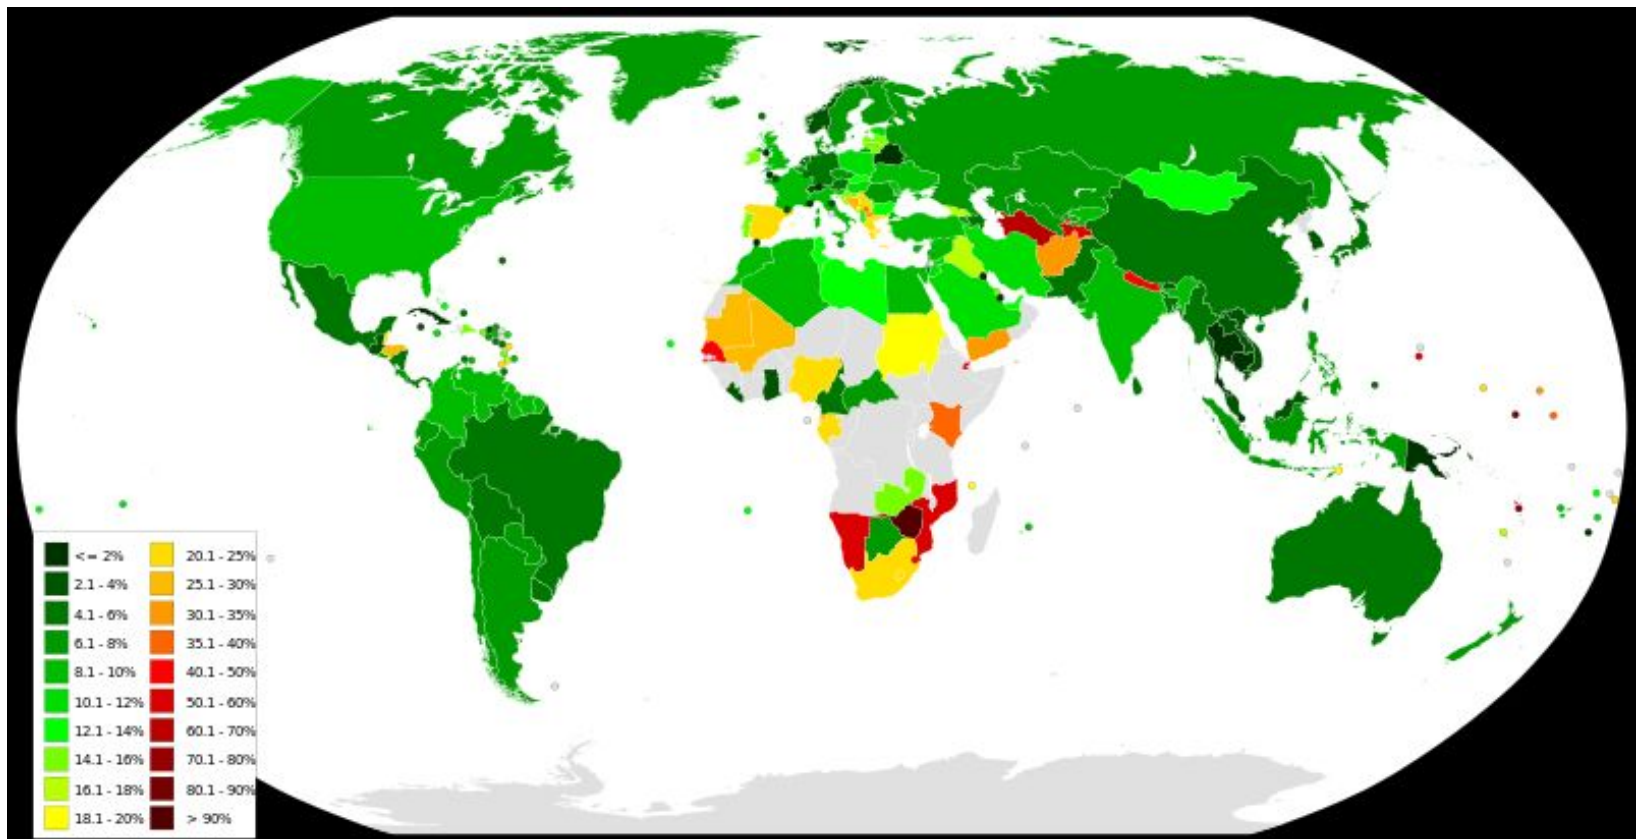 <= 2%
2.1 - 4%
4.1 - 6%
6.1 - 8%
8.1 - 10%
10.1 - 12%
12.1 - 14%
14.1 - 16%
16.1 - 18%
18.1 - 20%
20.1 - 25%
25.1 - 30%
30.1 - 35%
35.1 - 40%
40.1 - 50%
50.1 - 60%
60.1 - 70%
70.1 - 80%
80.1 - 90%
> 90%